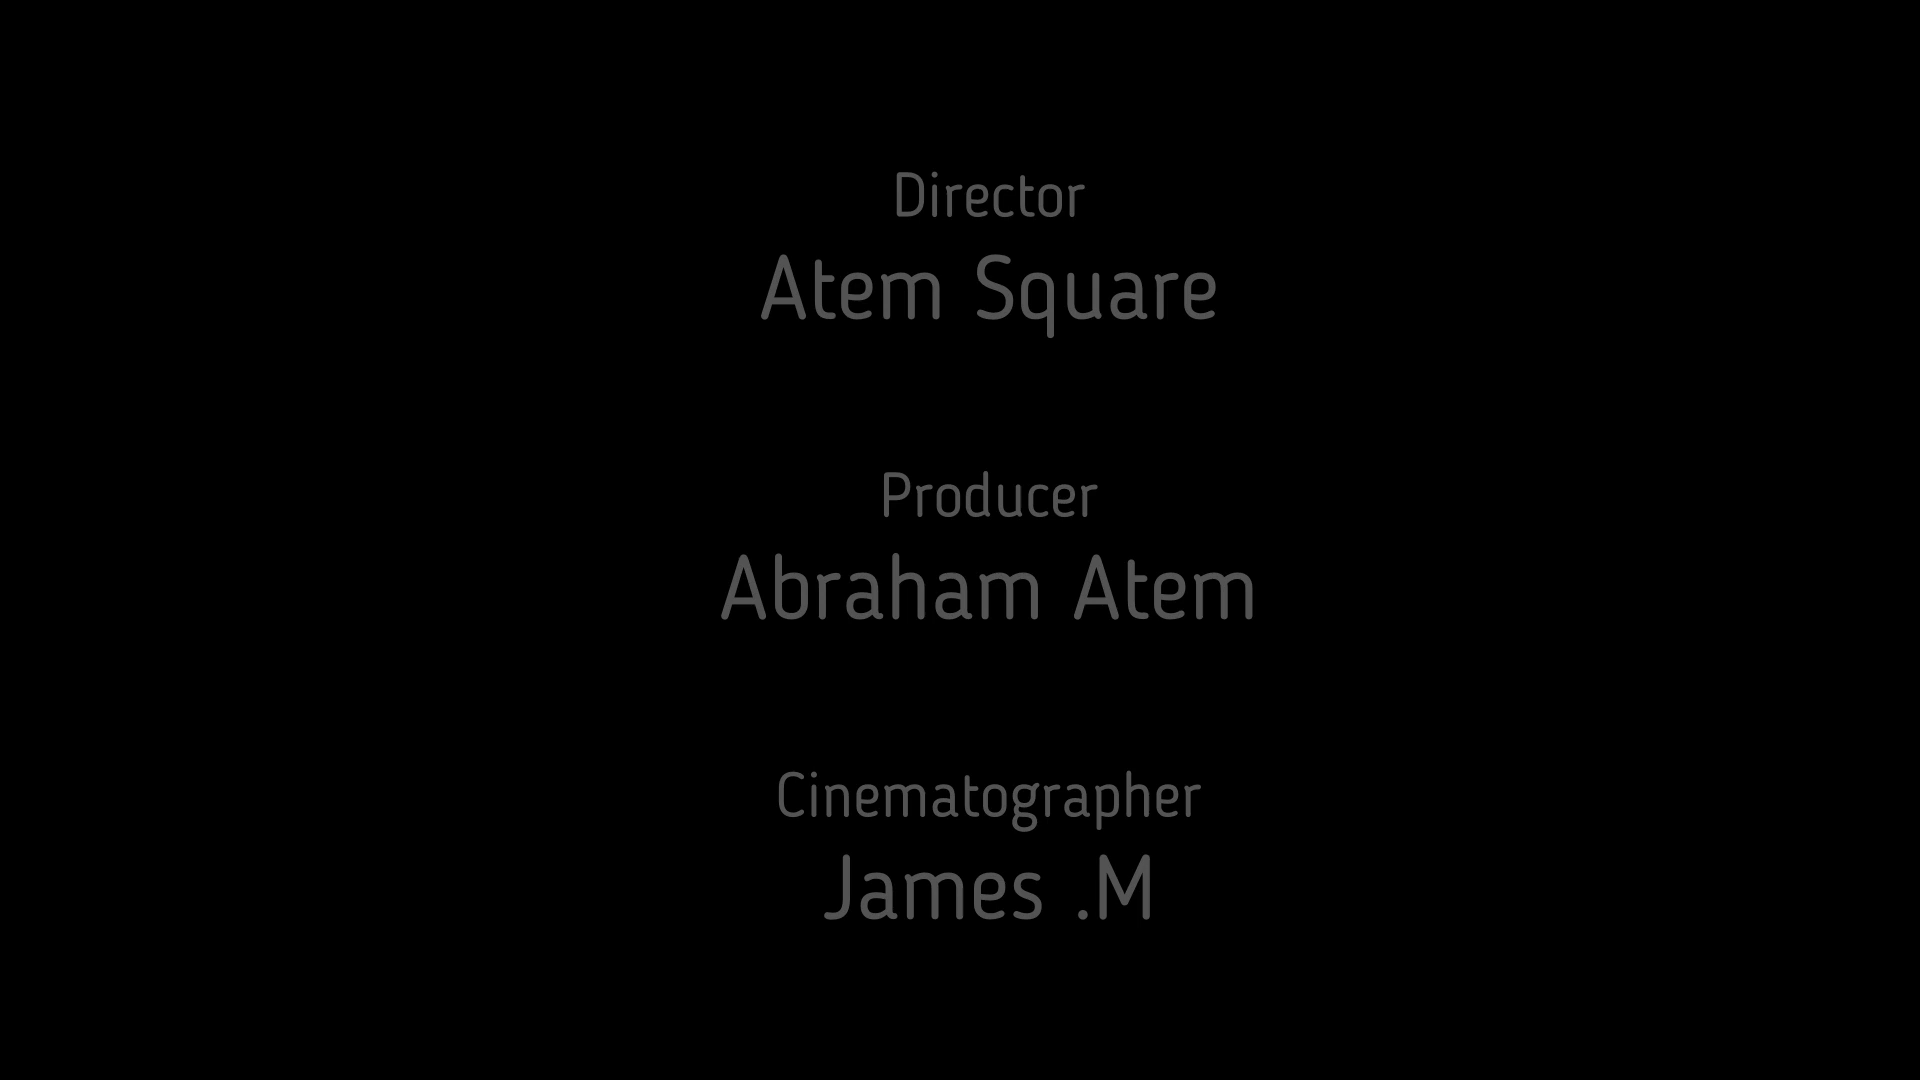 Director
Atem Square
Producer
Abraham Atem
Cinematographer
James .M